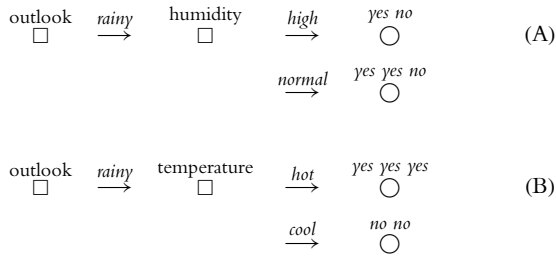 outlook rainy humidity high yes no (A)
normal yes yes no
outlook rainy temperature hot yes yes yes (B)
cool no no